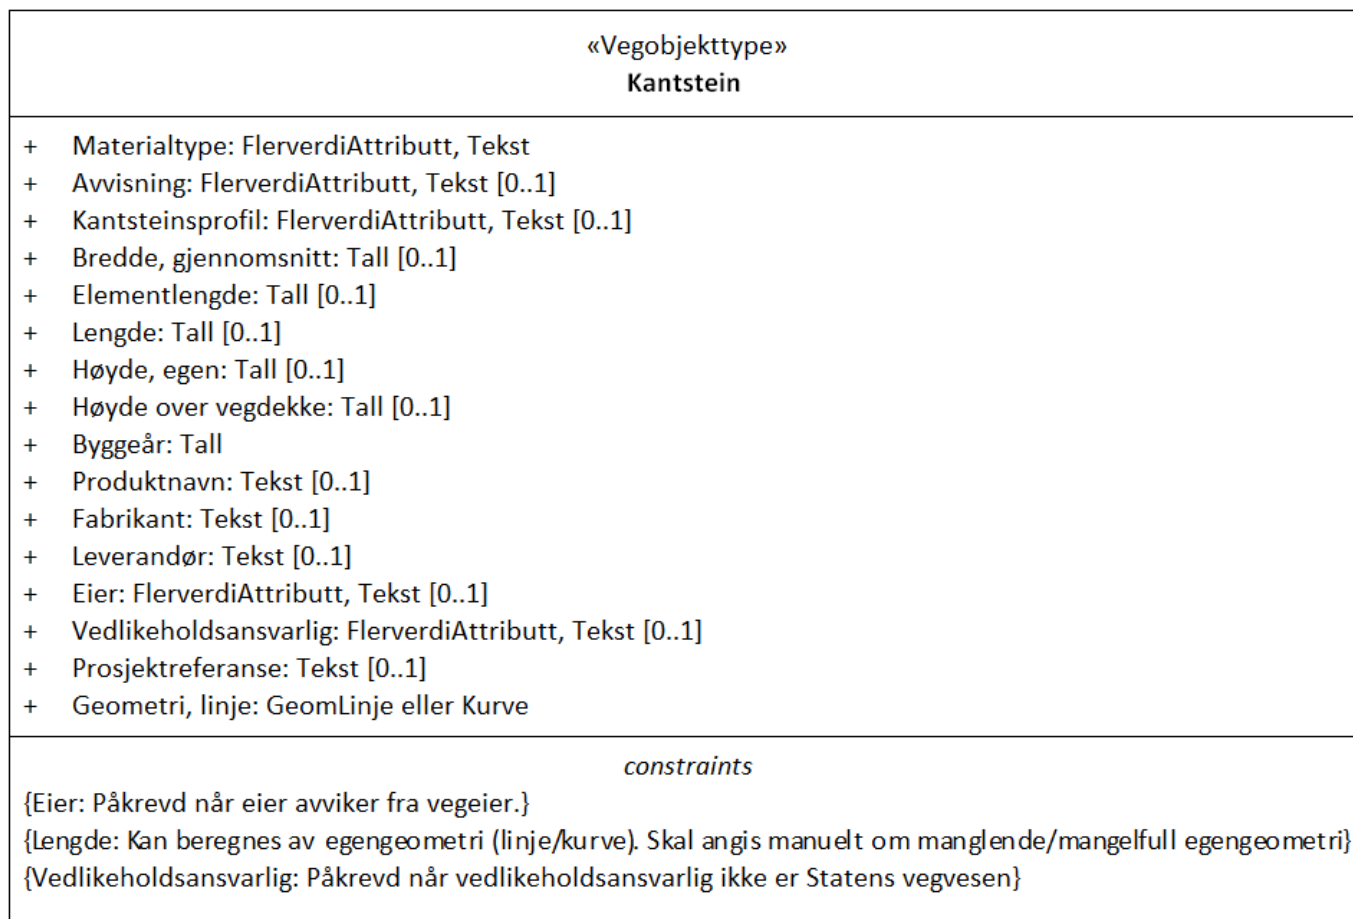 «Vegobjekttype»
Kantstein
+ Materialtype: FlerverdiAttributt, Tekst
+ Avvisning: FlerverdiAttributt, Tekst [0..1]
+ Kantsteinsprofil: FlerverdiAttributt, Tekst [0..1]
+ Bredde, gjennomsnitt: Tall [0..1]
+ Elementlengde: Tall [0..1]
+ Lengde: Tall [0..1]
+ Høyde, egen: Tall [0..1]
+ Høyde over vegdekke: Tall [0..1]
+ Byggeår: Tall
+ Produktnavn: Tekst [0..1]
+ Fabrikant: Tekst [0..1]
+ Leverandør: Tekst [0..1]
+ Eier: FlerverdiAttributt, Tekst [0..1]
+ Vedlikeholdsansvarlig: FlerverdiAttributt, Tekst [0..1]
+ Prosjektreferanse: Tekst [0..1]
+ Geometri, linje: GeomLinje eller Kurve
constraints
{Eier: Påkrevd når eier avviker fra vegeier.}
{Lengde: Kan beregnes av egengeometri (linje/kurve). Skal angis manuelt om manglende/mangelfull egengeometri}
{Vedlikeholdsansvarlig: Påkrevd når vedlikeholdsansvarlig ikke er Statens vegvesen}